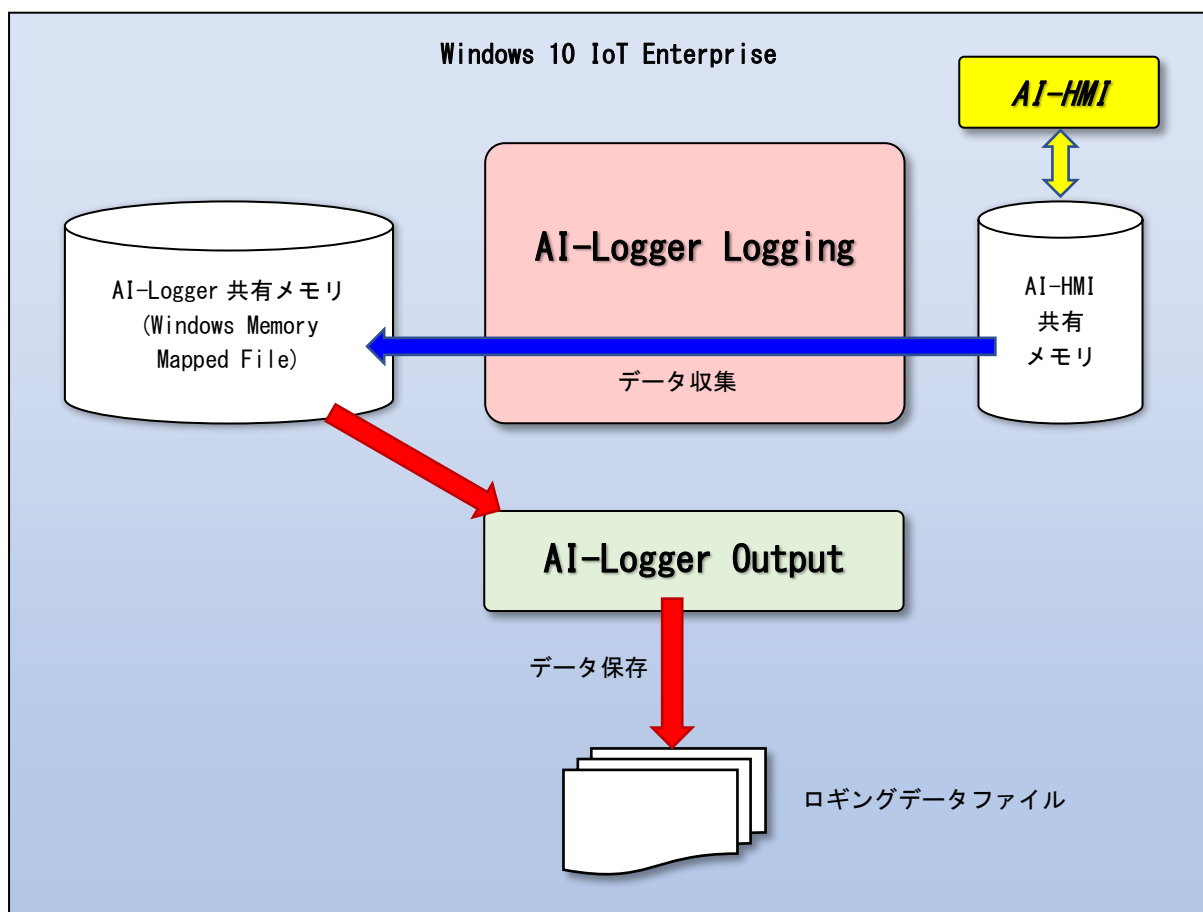 Windows 10 IoT Enterprise
AI-HMI
AI-Logger Logging
AI-Logger 共有メモリ
(Windows Memory
Mapped File)
AI-HMI
共有
メモリ
データ収集
AI-Logger Output
データ保存
ロギングデータファイル